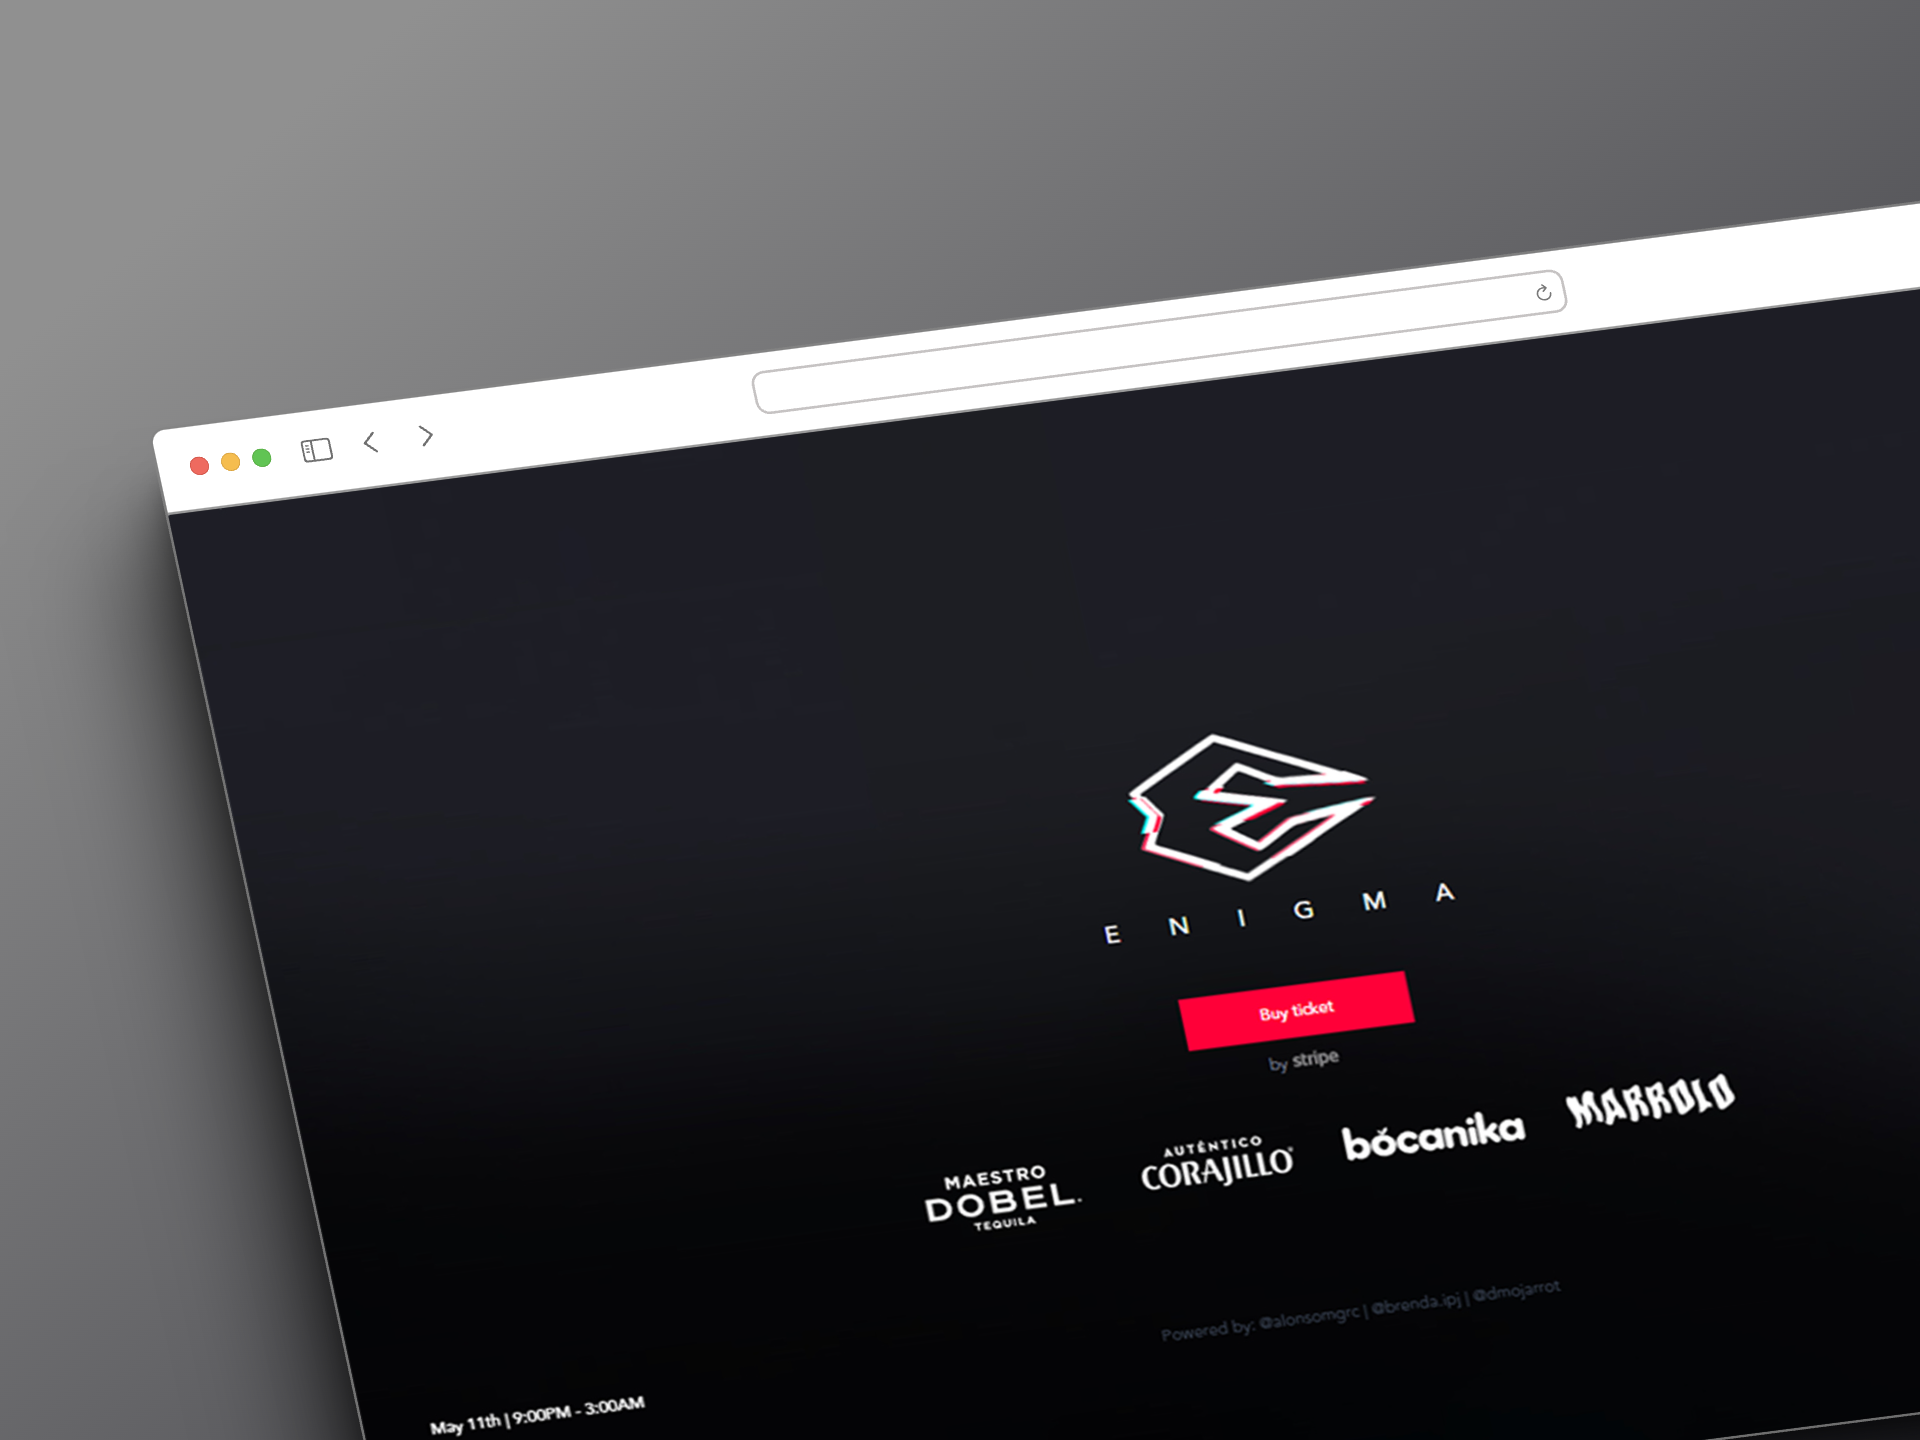 E N I G M A
Buy ticket
by stripe
MAESTRO
DOBEL.
TEQUILA
AUTÉNTICO
CORAJILLO®
bócanika
MARROLO
Powered by: @alonsomgrc | @brenda.ipj | @dmojarrot
May 11th | 9:00PM - 3:00AM